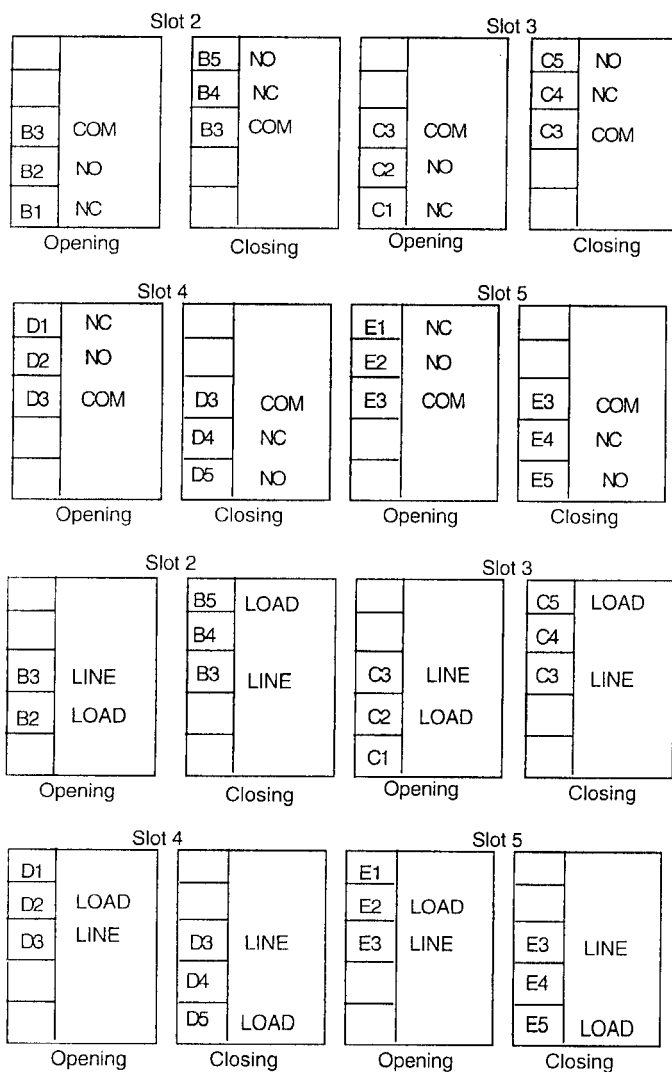 Slot 2
B3 COM
B2 NO
B1 NC
Opening
B5 NO
B4 NC
B3 COM
Closing
Slot 3
C3 COM
C2 NO
C1 NC
Opening
C5 NO
C4 NC
C3 COM
Closing
Slot 4
D1 NC
D2 NO
D3 COM
Opening
D3 COM
D4 NC
D5 NO
Closing
Slot 5
E1 NC
E2 NO
E3 COM
Opening
E3 COM
E4 NC
E5 NO
Closing
Slot 2
B3 LINE
B2 LOAD
Opening
B5 LOAD
B4
B3 LINE
Closing
Slot 3
C3 LINE
C2 LOAD
C1
Opening
C5 LOAD
C4
C3 LINE
Closing
Slot 4
D1
D2 LOAD
D3 LINE
Opening
D3 LINE
D4
D5 LOAD
Closing
Slot 5
E1
E2 LOAD
E3 LINE
Opening
E3 LINE
E4
E5 LOAD
Closing